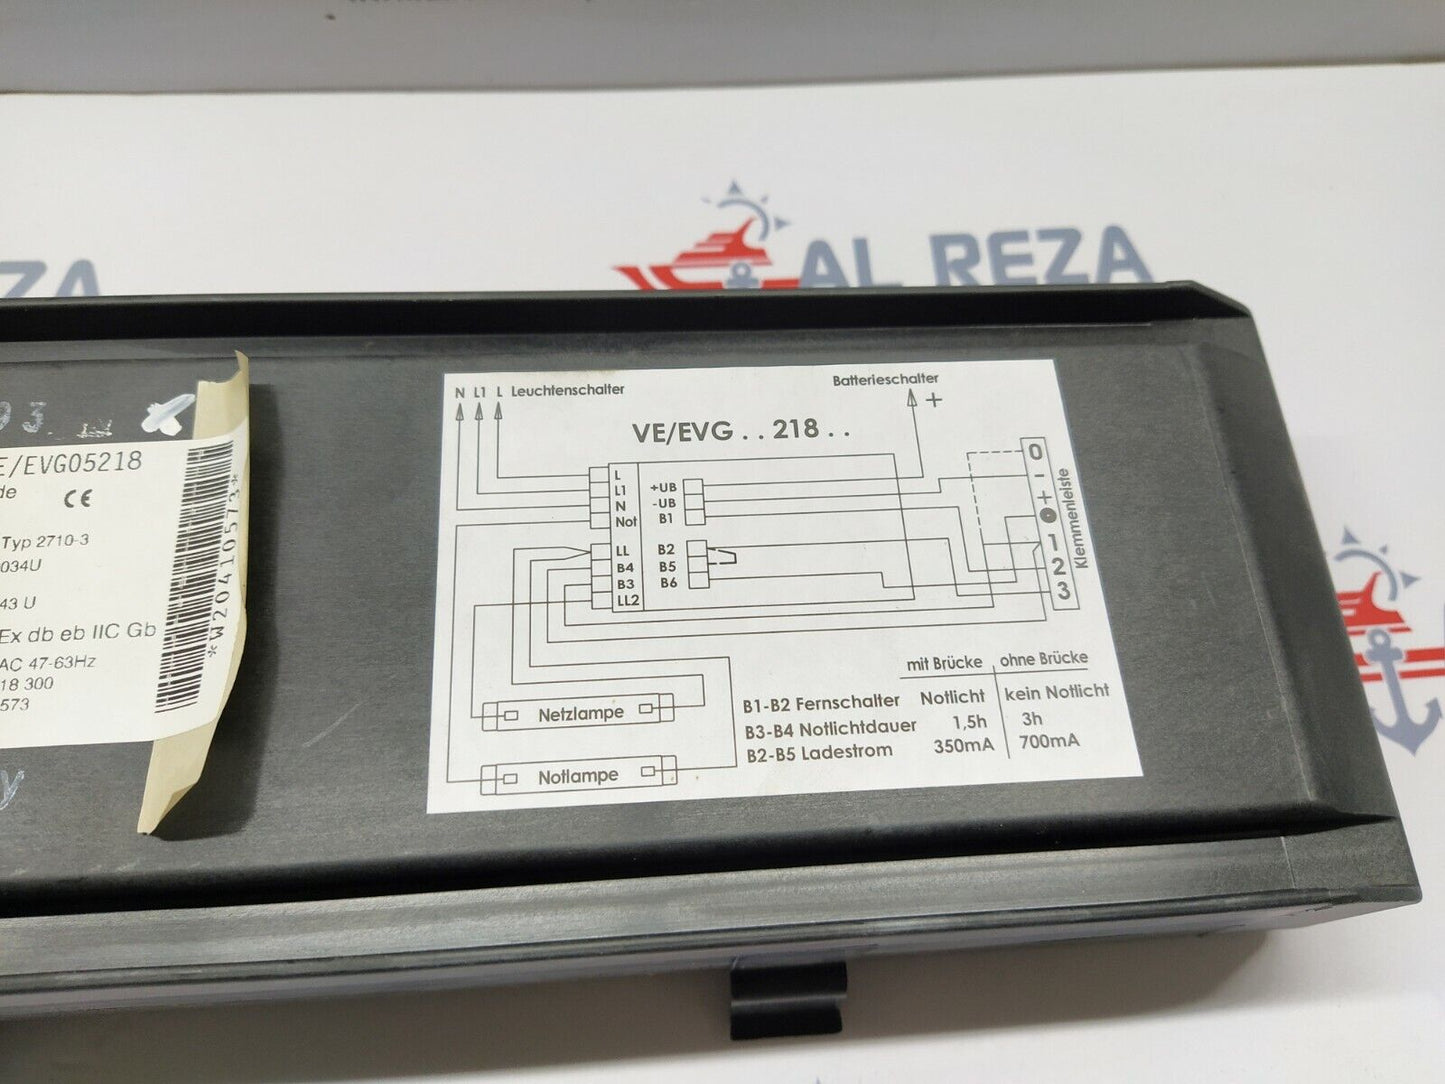 AL REZA
E/EVG05218
de
CE
Typ 2710-3
034U
43 U
Ex db eb IIC Gb
AC 47-63Hz
18 300
573
*W20410573*
N L1 L Leuchtenschalter
Batterieschalter
+
VE/EVG . . 218 . .
L
L1
N
Not
LL
B4
B3
LL2
+UB
-UB
B1
B2
B5
B6
0
-
+
1
2
3
Klemmenleiste
Netzlampe
Notlampe
mit Brücke ohne Brücke
B1-B2 Fernschalter Notlicht kein Notlicht
B3-B4 Notlichtdauer 1,5h 3h
B2-B5 Ladestrom 350mA 700mA